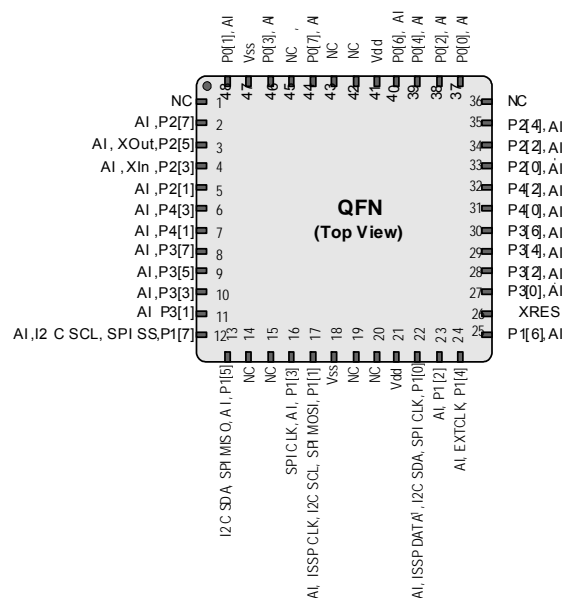 P0[1], AI
Vss
P0[3], AI
NC ,
P0[7], AI
NC
NC
Vdd
P0[6], AI
P0[4], AI
P0[2], AI
P0[0], AI
48
47
46
45
44
43
42
41
40
39
38
37
NC 1
AI ,P2[7] 2
AI , XOut,P2[5] 3
AI , XIn ,P2[3] 4
AI ,P2[1] 5
AI ,P4[3] 6
AI ,P4[1] 7
AI ,P3[7] 8
AI ,P3[5] 9
AI ,P3[3] 10
AI P3[1] 11
AI ,I2 C SCL, SPI SS,P1[7] 12
QFN
(Top View)
36 NC
35 P2[4],AI
34 P2[2],AI
33 P2[0],AI
32 P4[2],AI
31 P4[0],AI
30 P3[6],AI
29 P3[4],AI
28 P3[2],AI
27 P3[0],AI
26 XRES
25 P1[6],AI
13
14
15
16
17
18
19
20
21
22
23
24
I2C SDA, SPI MISO, AI, P1[5]
NC
NC
SPI CLK, AI, P1[3]
AI, ISSP CLK, I2C SCL, SPI MOSI, P1[1]
Vss
NC
NC
Vdd
AI, ISSP DATA¹, I2C SDA, SPI CLK, P1[0]
AI, P1[2]
AI, EXTCLK, P1[4]